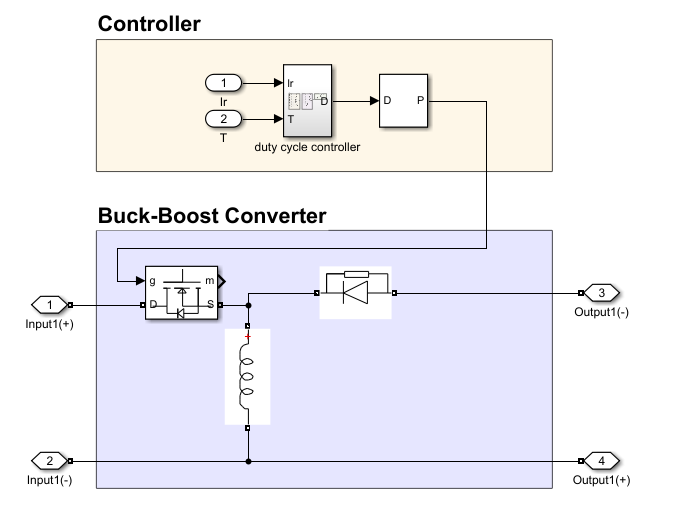 Controller
1
Ir
Ir
D
D
P
2
T
T
duty cycle controller
Buck-Boost Converter
g
m
D
S
1
Input1(+)
3
Output1(-)
+
2
Input1(-)
4
Output1(+)